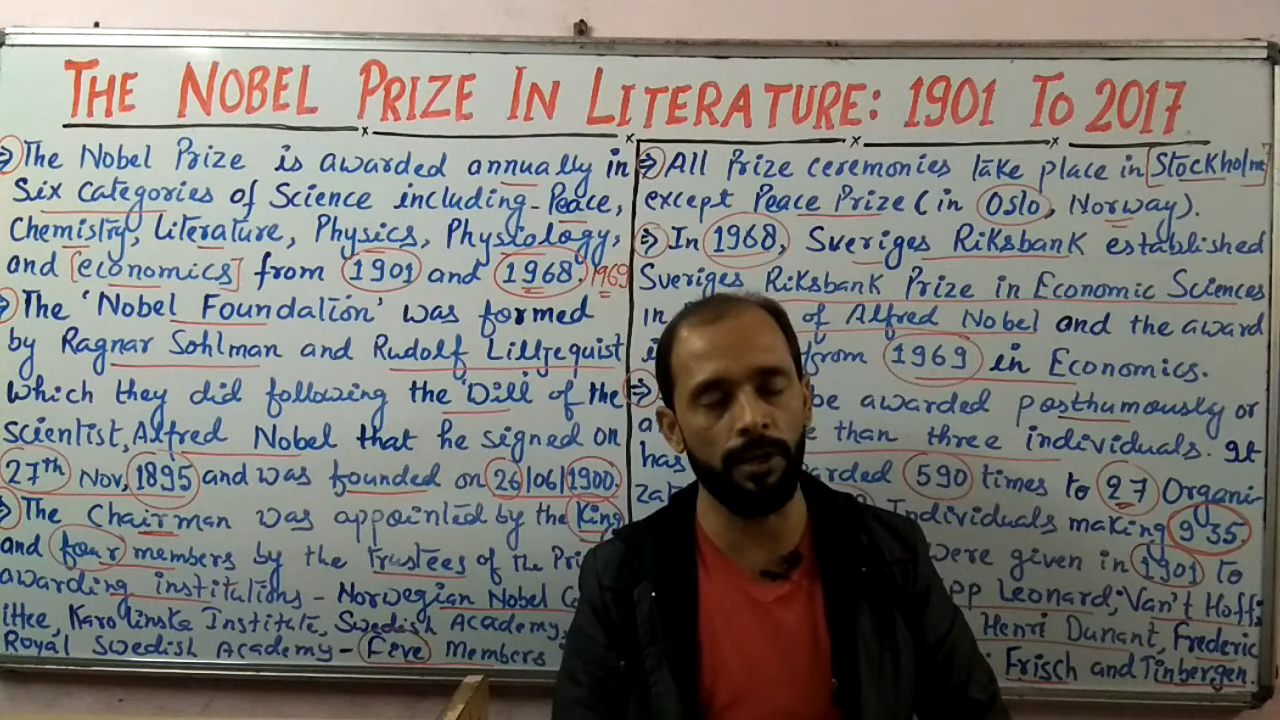 THE NOBEL PRIZE IN LITERATURE: 1901 TO 2017
⇒ The Nobel Prize is awarded annually in
Six Categories of Science including - Peace,
Chemistry, Literature, Physics, Physiology,
and [economics] from 1901 and 1968. 1969
⇒ The 'Nobel Foundation' was formed
by Ragnar Sohlman and Rudolf Lilljequist
which they did following the 'Will' of the
scientist, Alfred Nobel that he signed on
27th Nov, 1895 and was founded on 26/06/1900.
⇒ The Chairman was appointed by the King
and four members by the trustees of the
awarding institutions - Norwegian Nobel
ittee, Karolinska Institute, Swedish Academy,
Royal Swedish Academy - Five Members
⇒ All Prize ceremonies take place in [Stockholm]
except Peace Prize (in Oslo, Norway).
⇒ In 1968, Sveriges Riksbank established
Sveriges Riksbank Prize in Economic Sciences
in of Alfred Nobel and the award
from 1969 in Economics.
⇒ be awarded posthumously or
than three individuals. It
has 590 times to 27 Organi-
Individuals making 935.
were given in 1901 to
Leonard, Van't Hoff,
Henri Dunant, Frederic
Frisch and Tinbergen.